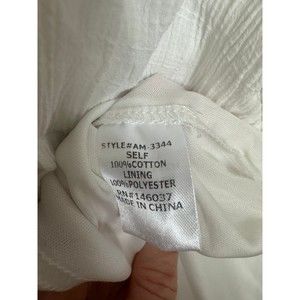 STYLE#AM-3344
SELF
100%COTTON
LINING
100%POLYESTER
RN#146037
MADE IN CHINA